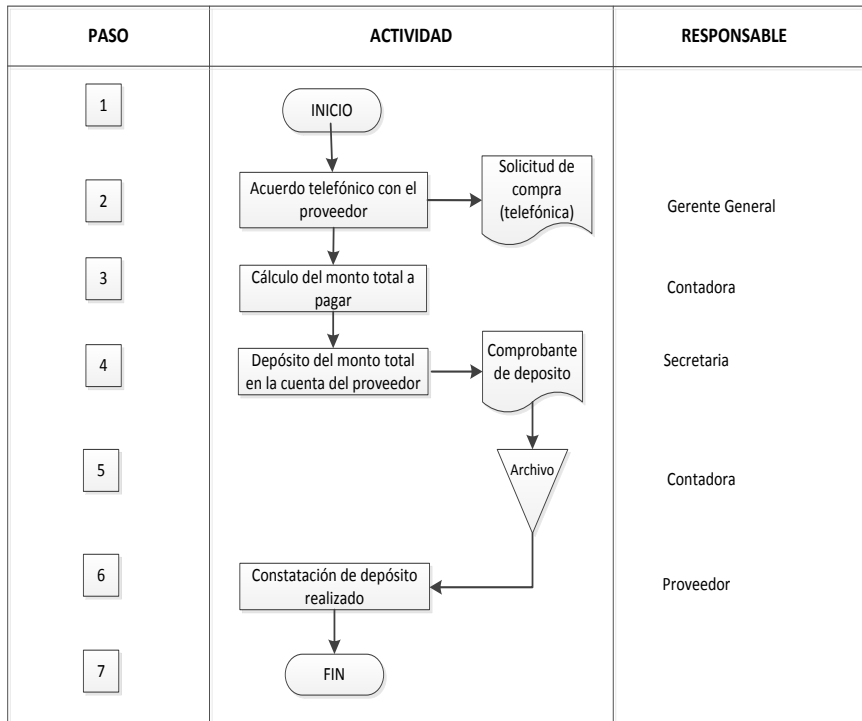 PASO
ACTIVIDAD
RESPONSABLE
1
INICIO
2
Acuerdo telefónico con el
proveedor
Solicitud de
compra
(telefónica)
Gerente General
3
Cálculo del monto total a
pagar
Contadora
4
Depósito del monto total
en la cuenta del proveedor
Comprobante
de deposito
Secretaria
5
Archivo
Contadora
6
Constatación de depósito
realizado
Proveedor
7
FIN